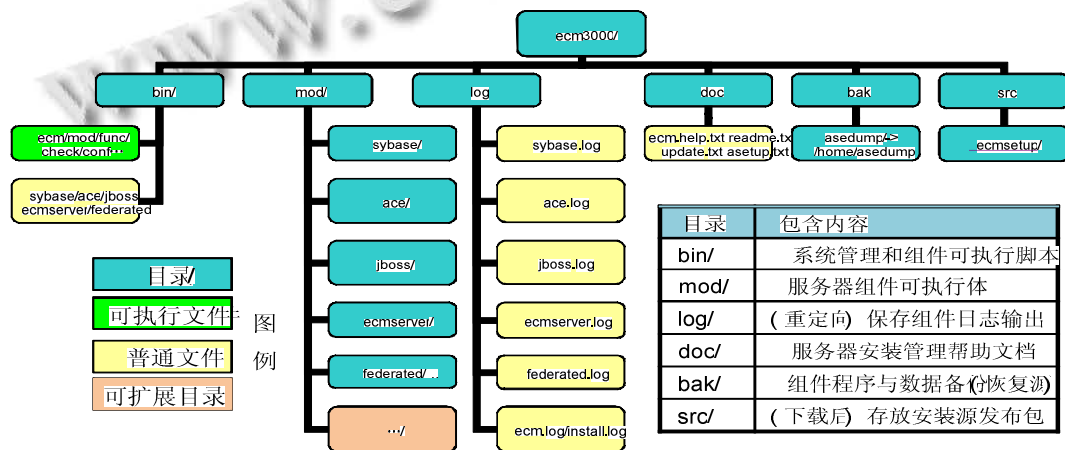 www.
ecm3000/
bin/
mod/
log
doc
bak
src
ecm/mod/func/
check/conf…
sybase/ace/jboss
ecmserver/federated
sybase/
ace/
jboss/
ecmserver/
federated/
…/
sybase.log
ace.log
jboss.log
ecmserver.log
federated.log
ecm.log/install.log
ecm.help.txt readme.txt
update.txt asetup.txt
asedump/->
/home/asedump
ecmsetup/
目录/
可执行文件
普通文件
可扩展目录
图
例
目录 包含内容
bin/ 系统管理和组件可执行脚本
mod/ 服务器组件可执行体
log/ (重定向) 保存组件日志输出
doc/ 服务器安装管理帮助文档
bak/ 组件程序与数据备份(恢复源)
src/ (下载后) 存放安装源发布包